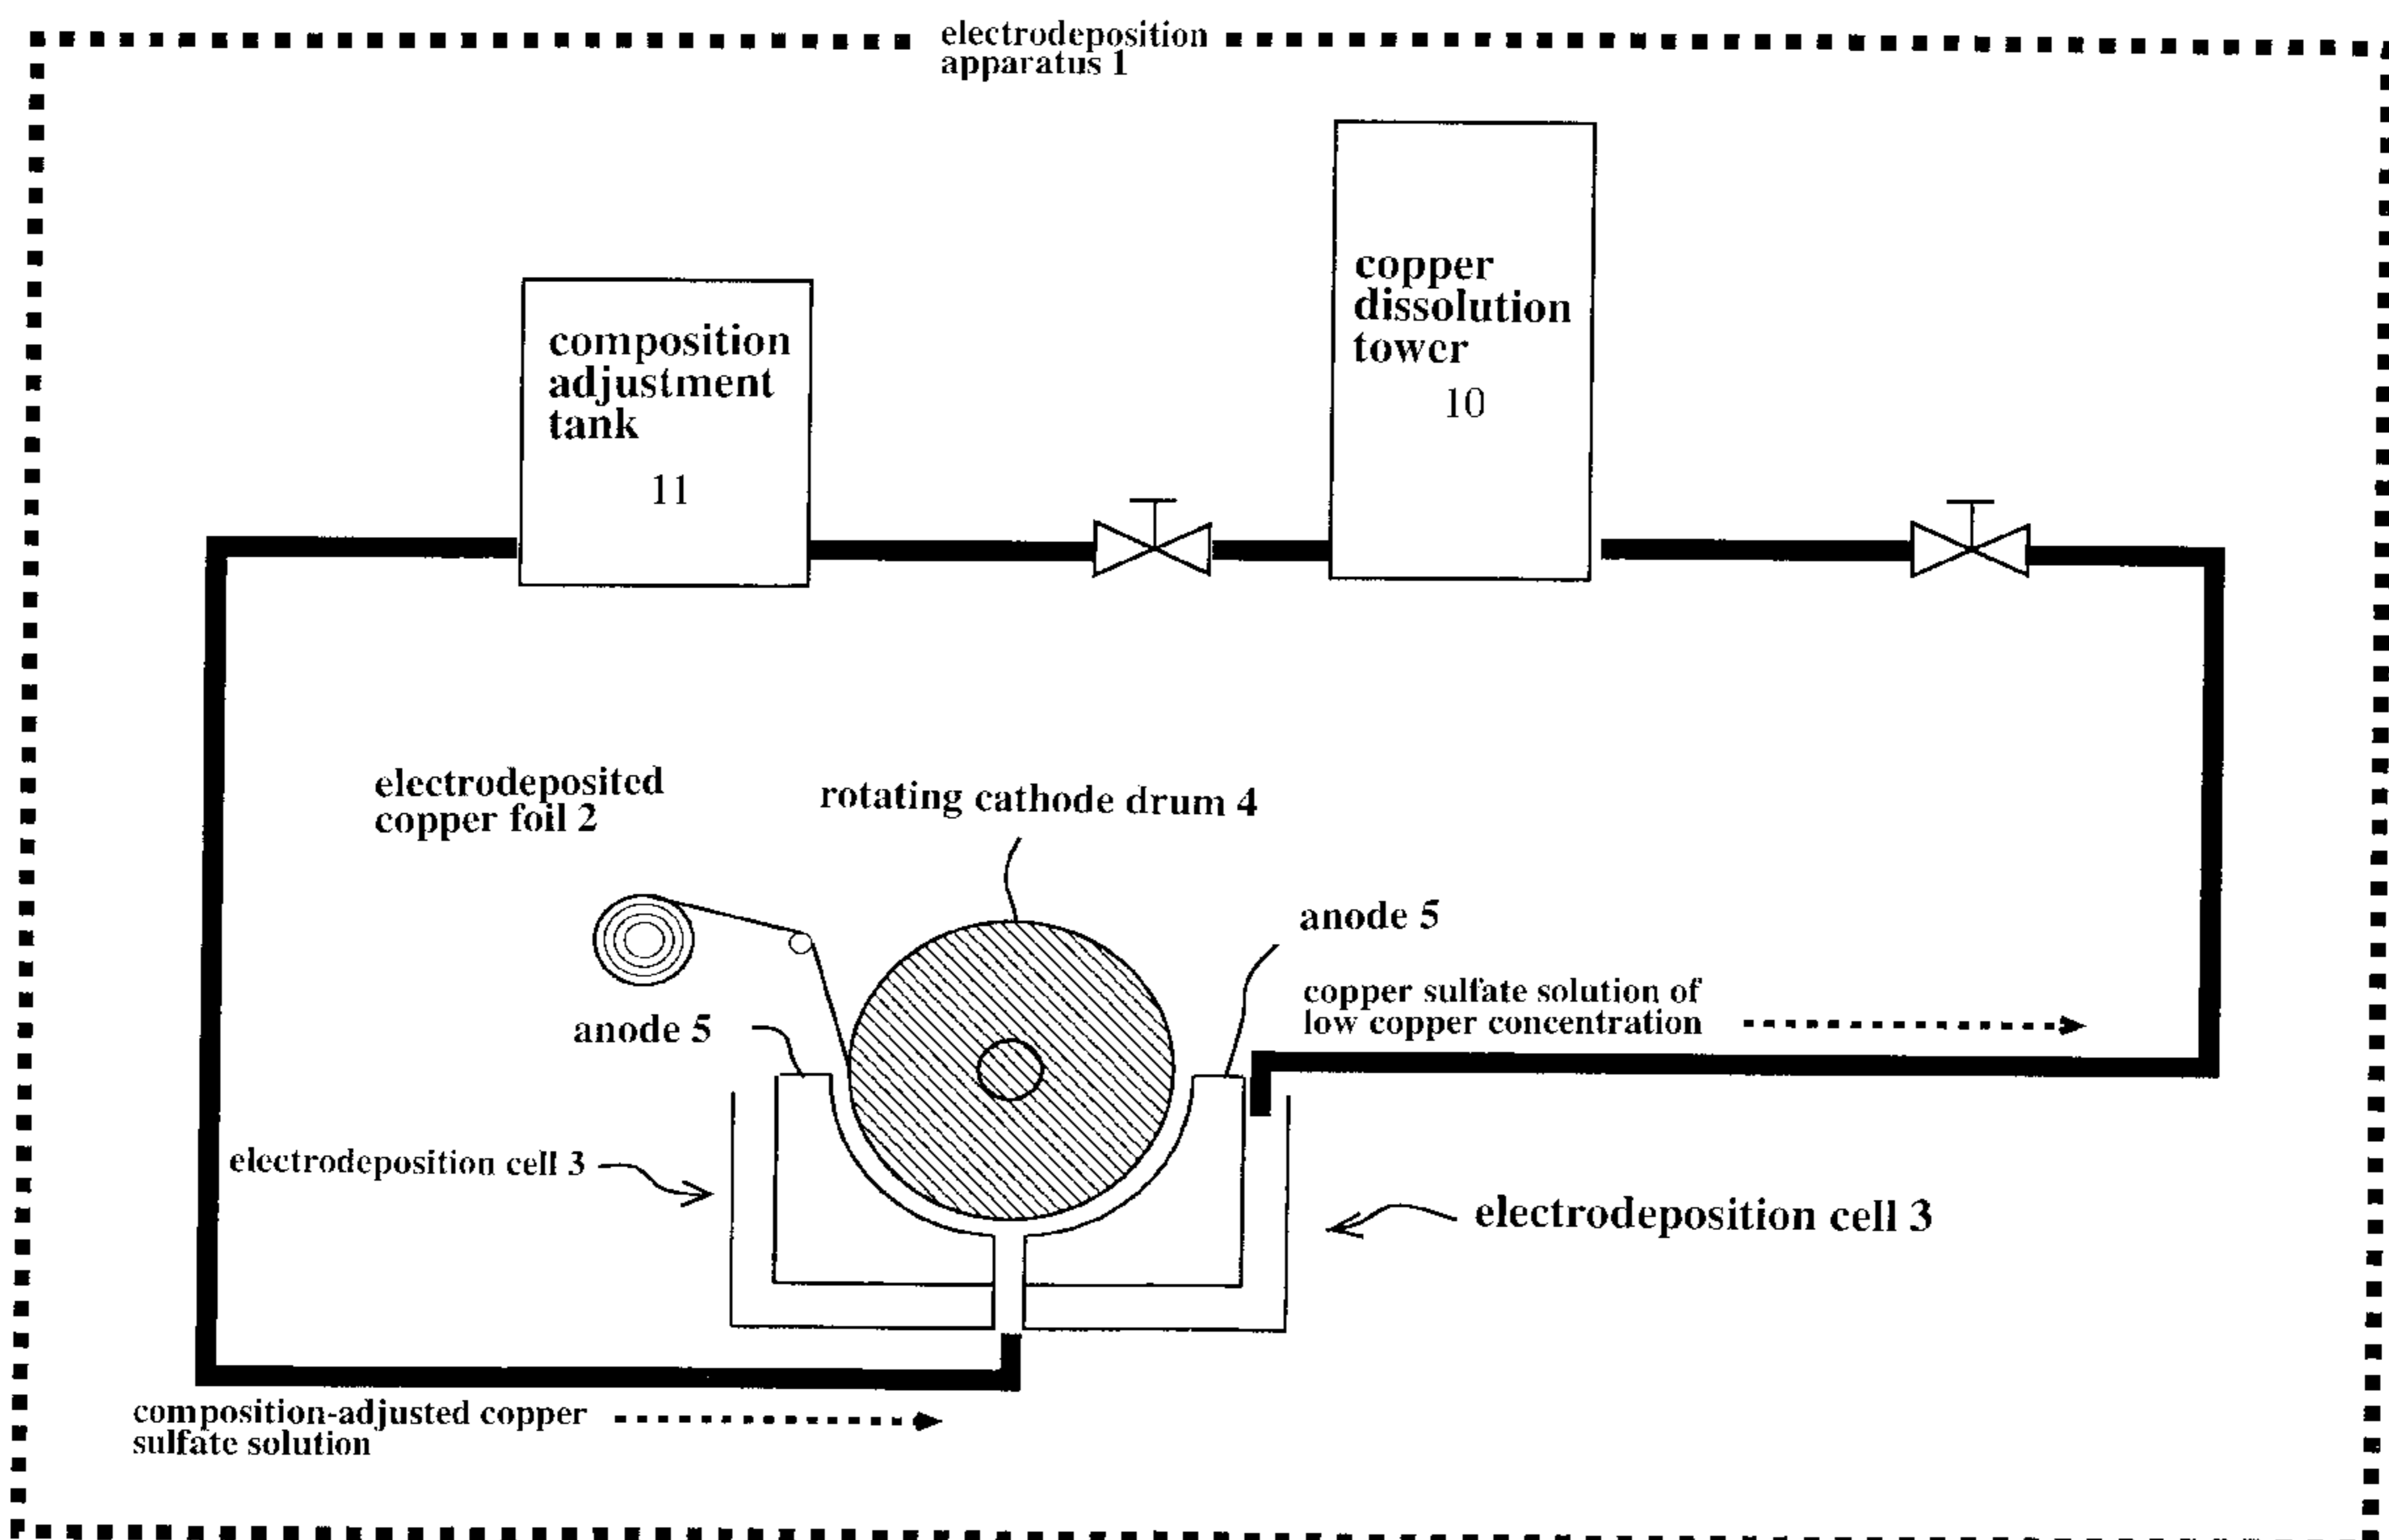 electrodeposition
apparatus 1
copper
dissolution
tower
10
composition
adjustment
tank
11
electrodeposited
copper foil 2
rotating cathode drum 4
anode 5
copper sulfate solution of
low copper concentration
anode 5
electrodeposition cell 3
electrodeposition cell 3
composition-adjusted copper
sulfate solution